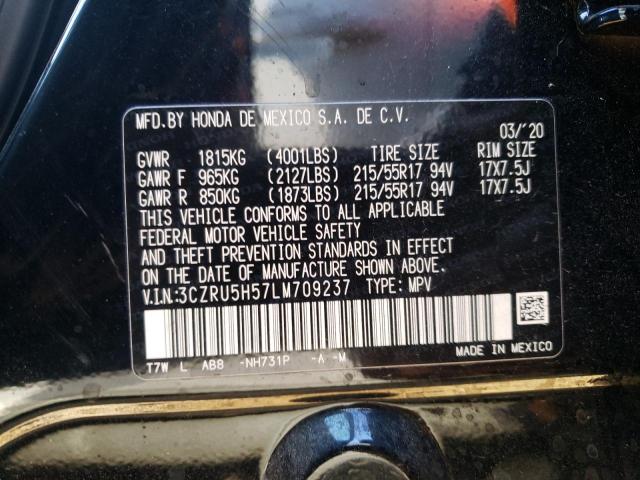 MFD. BY HONDA DE MEXICO S.A. DE C.V.
03/'20
GVWR 1815KG (4001LBS) TIRE SIZE RIM SIZE
GAWR F 965KG (2127LBS) 215/55R17 94V 17X7.5J
GAWR R 850KG (1873LBS) 215/55R17 94V 17X7.5J
THIS VEHICLE CONFORMS TO ALL APPLICABLE
FEDERAL MOTOR VEHICLE SAFETY
AND THEFT PREVENTION STANDARDS IN EFFECT
ON DATE OF MANUFACTURE SHOWN ABOVE.
V.I.N.:3CZRU5H57LM709237 TYPE: MPV
T7W L AB8 -NH731P -A -M
MADE IN MEXICO